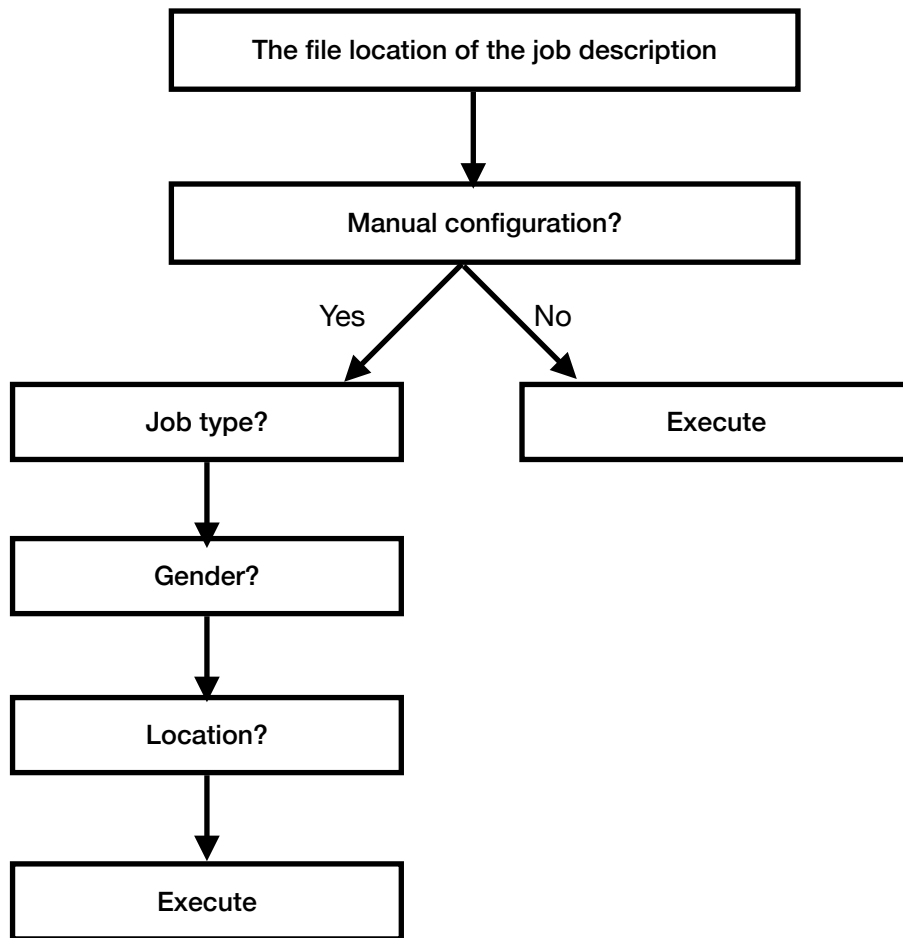 The file location of the job description
Manual configuration?
Yes
No
Job type?
Execute
Gender?
Location?
Execute